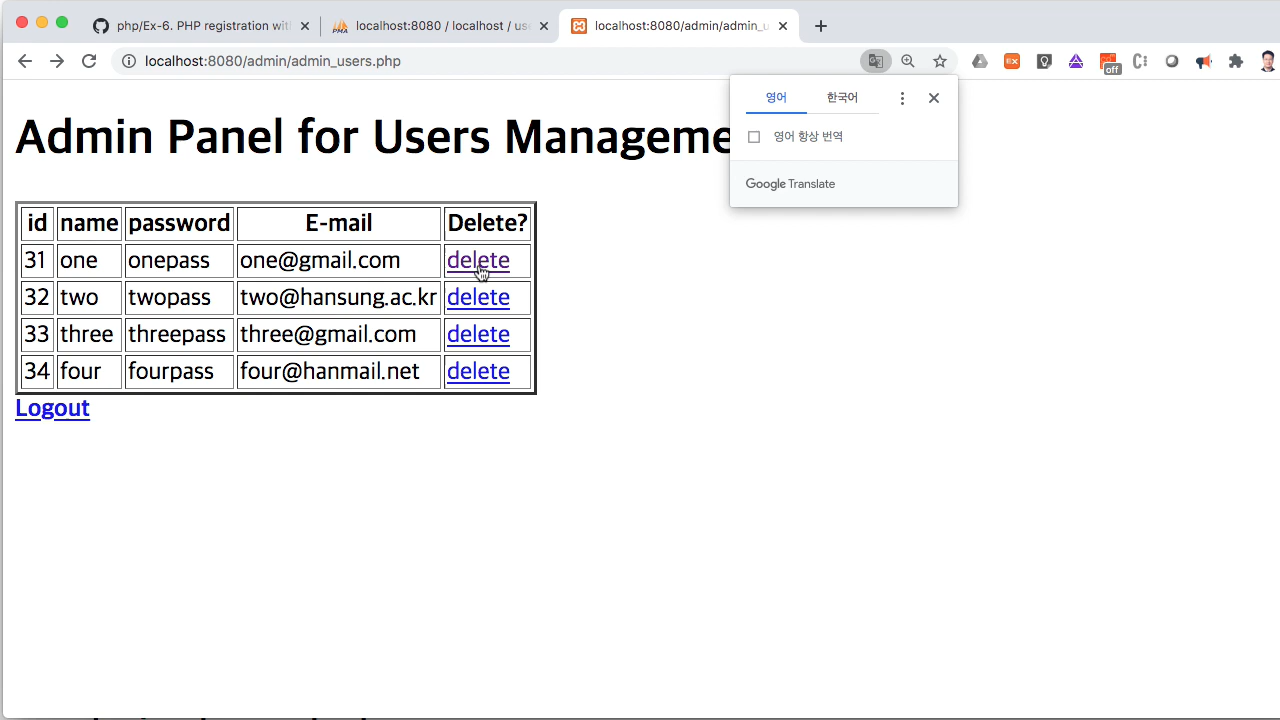 php/Ex-6. PHP registration wit
localhost:8080 / localhost / use
localhost:8080/admin/admin_u
localhost:8080/admin/admin_users.php
off
영어 한국어
영어 항상 번역
Google Translate
Admin Panel for Users Manageme
id name password E-mail Delete?
31 one onepass one@gmail.com delete
32 two twopass two@hansung.ac.kr delete
33 three threepass three@gmail.com delete
34 four fourpass four@hanmail.net delete
Logout